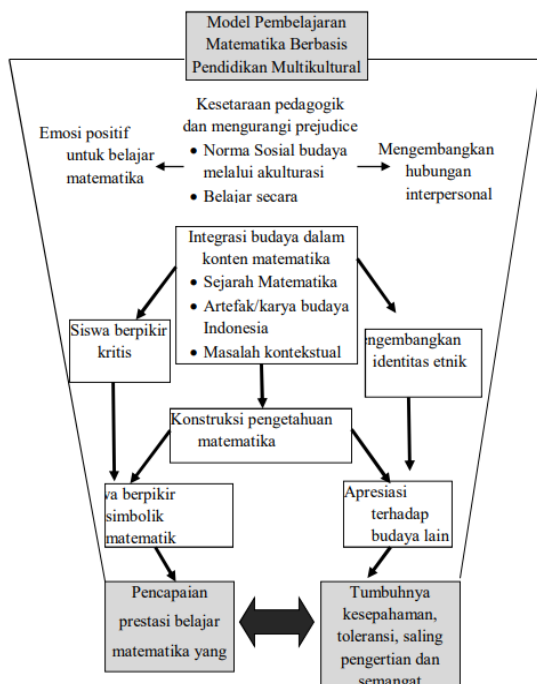 Model Pembelajaran
Matematika Berbasis
Pendidikan Multikultural
Kesetaraan pedagogik
dan mengurangi prejudice
• Norma Sosial budaya
melalui akulturasi
• Belajar secara
Emosi positif
untuk belajar
matematika
Mengembangkan
hubungan
interpersonal
Integrasi budaya dalam
konten matematika
• Sejarah Matematika
• Artefak/karya budaya
Indonesia
• Masalah kontekstual
Siswa berpikir
kritis
engembangkan
identitas etnik
Konstruksi pengetahuan
matematika
wa berpikir
simbolik
matematik
Apresiasi
terhadap
budaya lain
Pencapaian
prestasi belajar
matematika yang
Tumbuhnya
kesepahaman,
toleransi, saling
pengertian dan
semangat